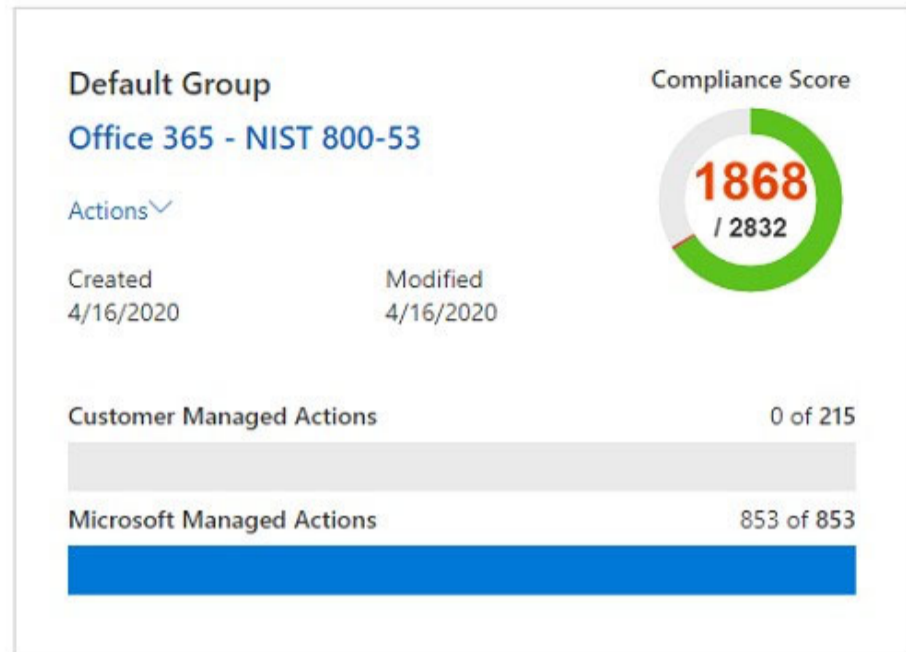 Default Group
Compliance Score
Office 365 - NIST 800-53
1868
/ 2832
Actions
Created
Modified
4/16/2020
4/16/2020
Customer Managed Actions
0 of 215
Microsoft Managed Actions
853 of 853